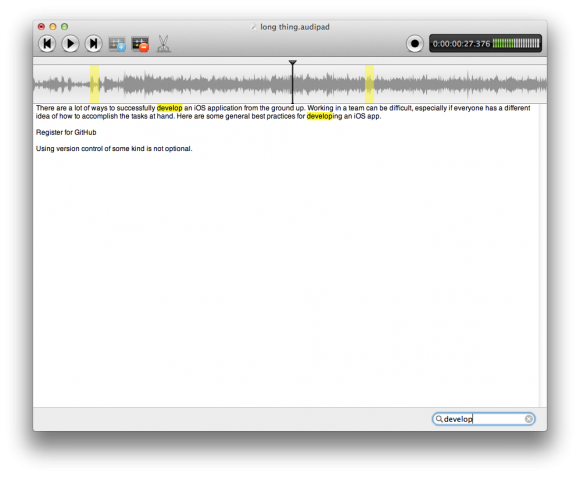 long thing.audipad
0:00:00:27.376
There are a lot of ways to successfully develop an iOS application from the ground up. Working in a team can be difficult, especially if everyone has a different
idea of how to accomplish the tasks at hand. Here are some general best practices for developing an iOS app.
Register for GitHub
Using version control of some kind is not optional.
develop